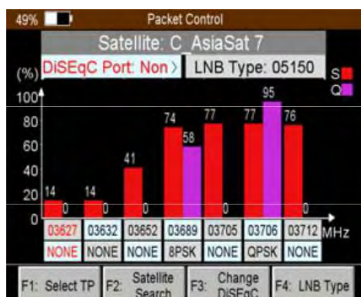 49% Packet Control
Satellite: C AsiaSat 7
DiSEqC Port: Non> LNB Type: 05150
(%) S
100 95 Q
80 74 77 77 76
60 58
40 41
20 14 14
0 0 0 0 0 0
03627 03632 03652 03689 03705 03706 03712 MHz
NONE NONE NONE 8PSK NONE QPSK NONE
F1: Select TP F2: Satellite Search F3: Change DiSEqC F4: LNB Type